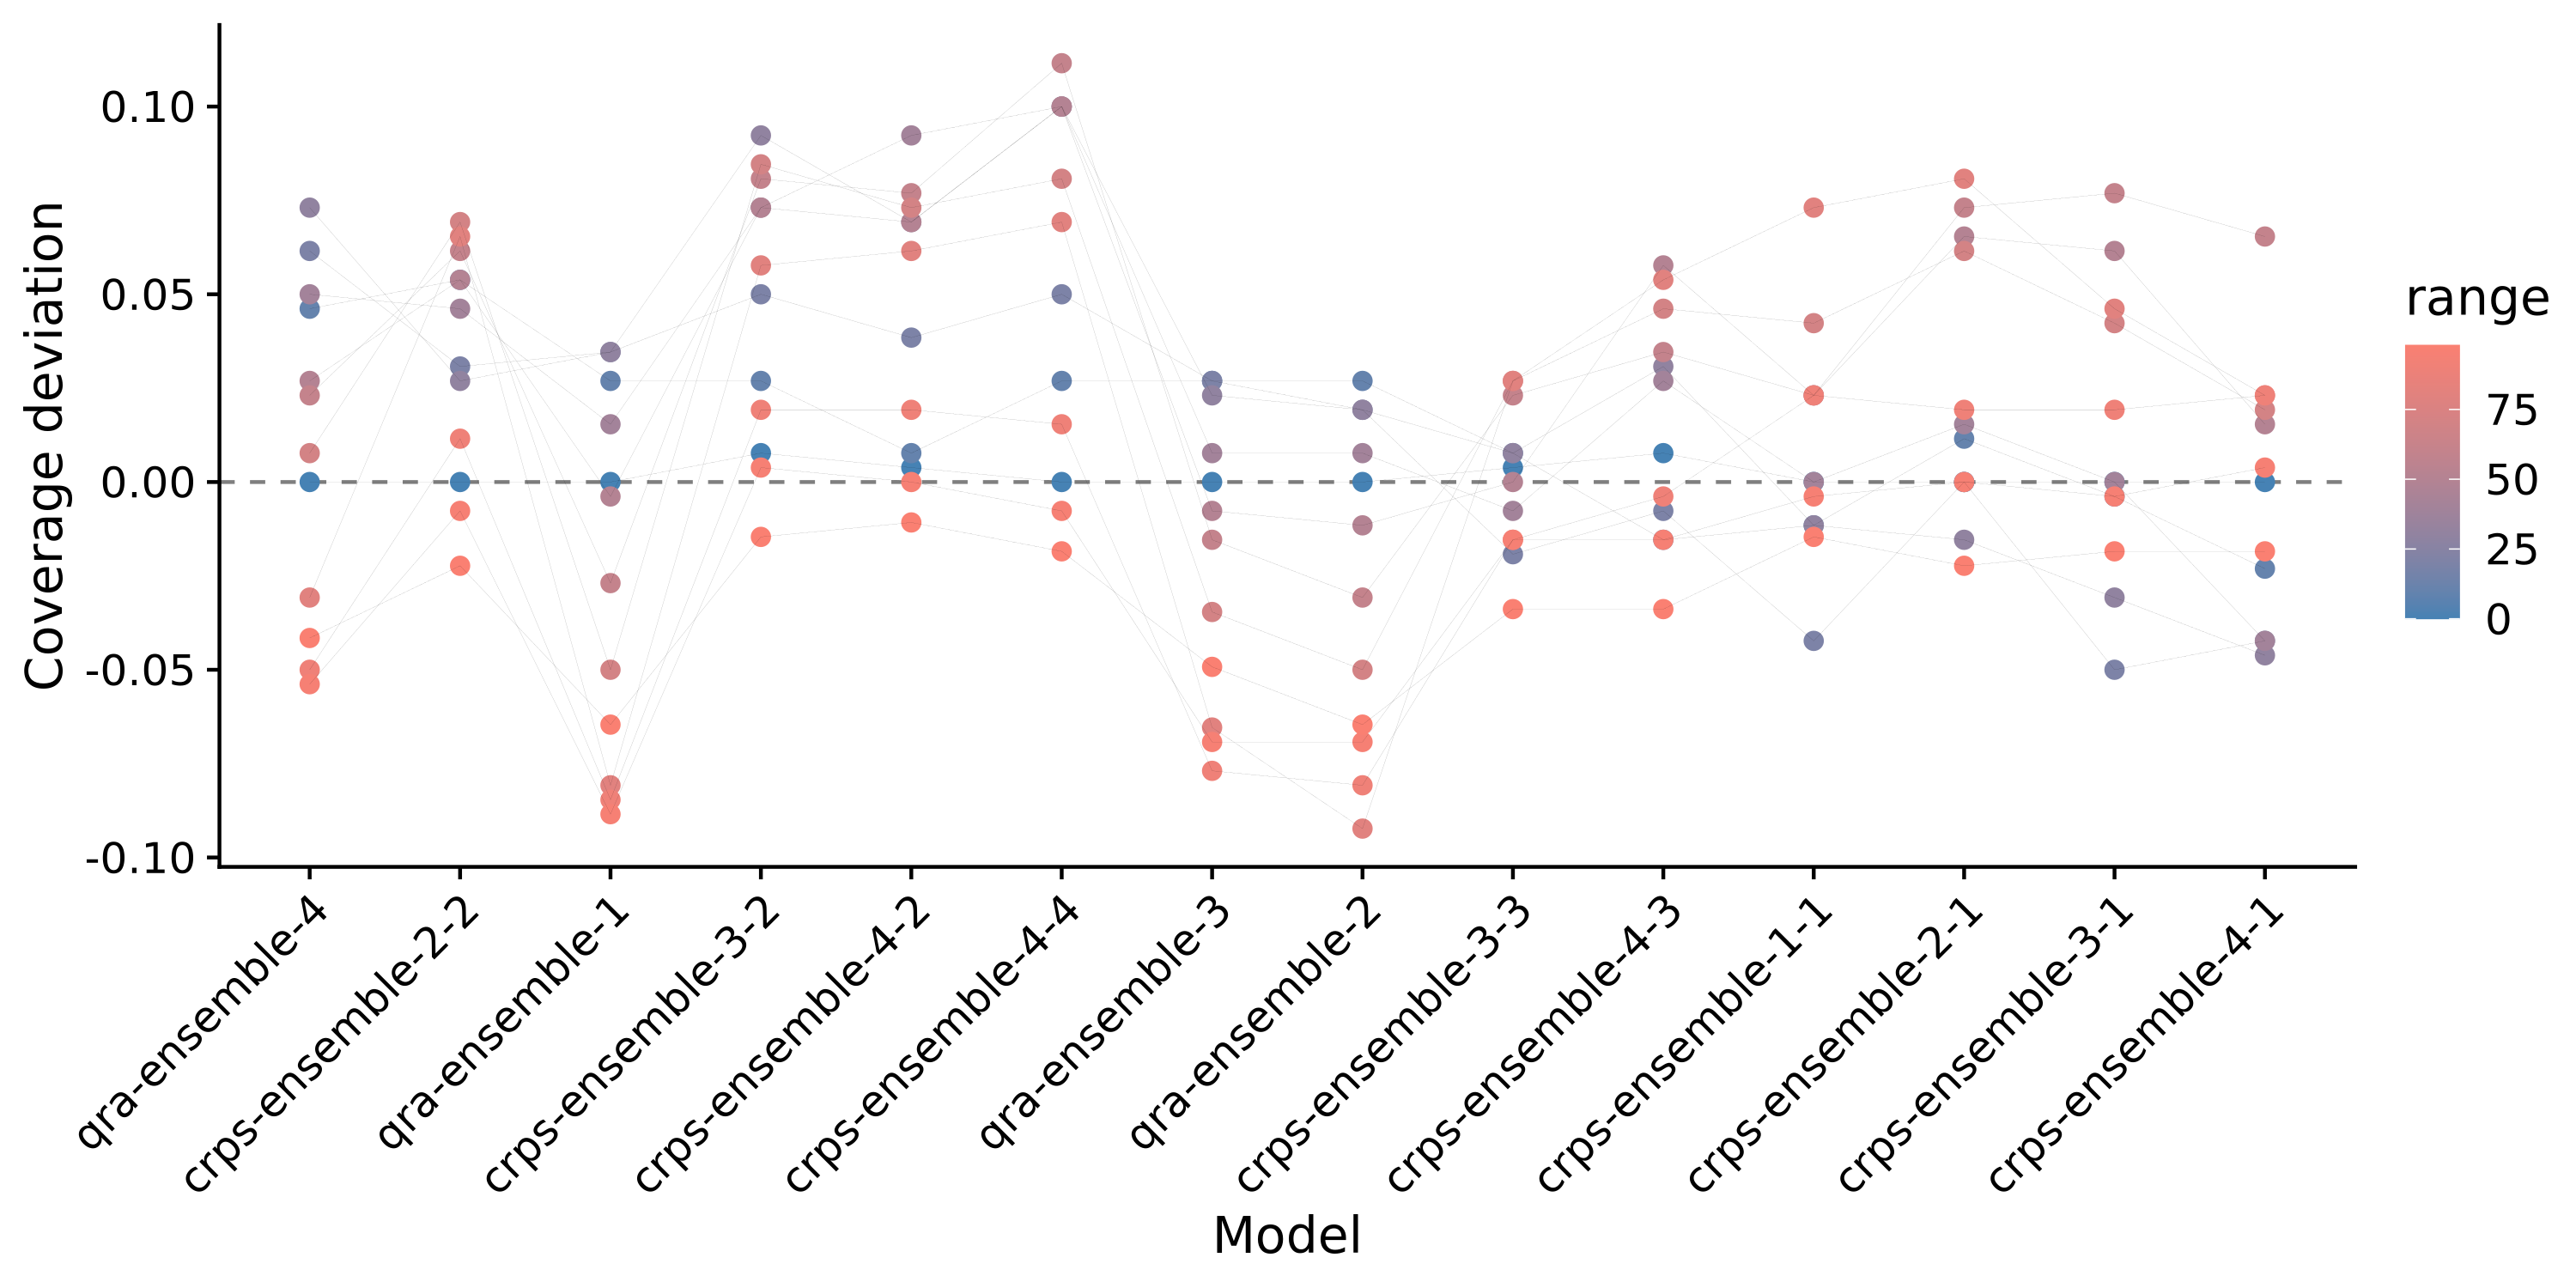 Coverage deviation
0.10
0.05
0.00
-0.05
-0.10
qra-ensemble-4
crps-ensemble-2-2
qra-ensemble-1
crps-ensemble-3-2
crps-ensemble-4-2
crps-ensemble-4-4
qra-ensemble-3
qra-ensemble-2
crps-ensemble-3-3
crps-ensemble-4-3
crps-ensemble-1-1
crps-ensemble-2-1
crps-ensemble-3-1
crps-ensemble-4-1
Model
range
75
50
25
0